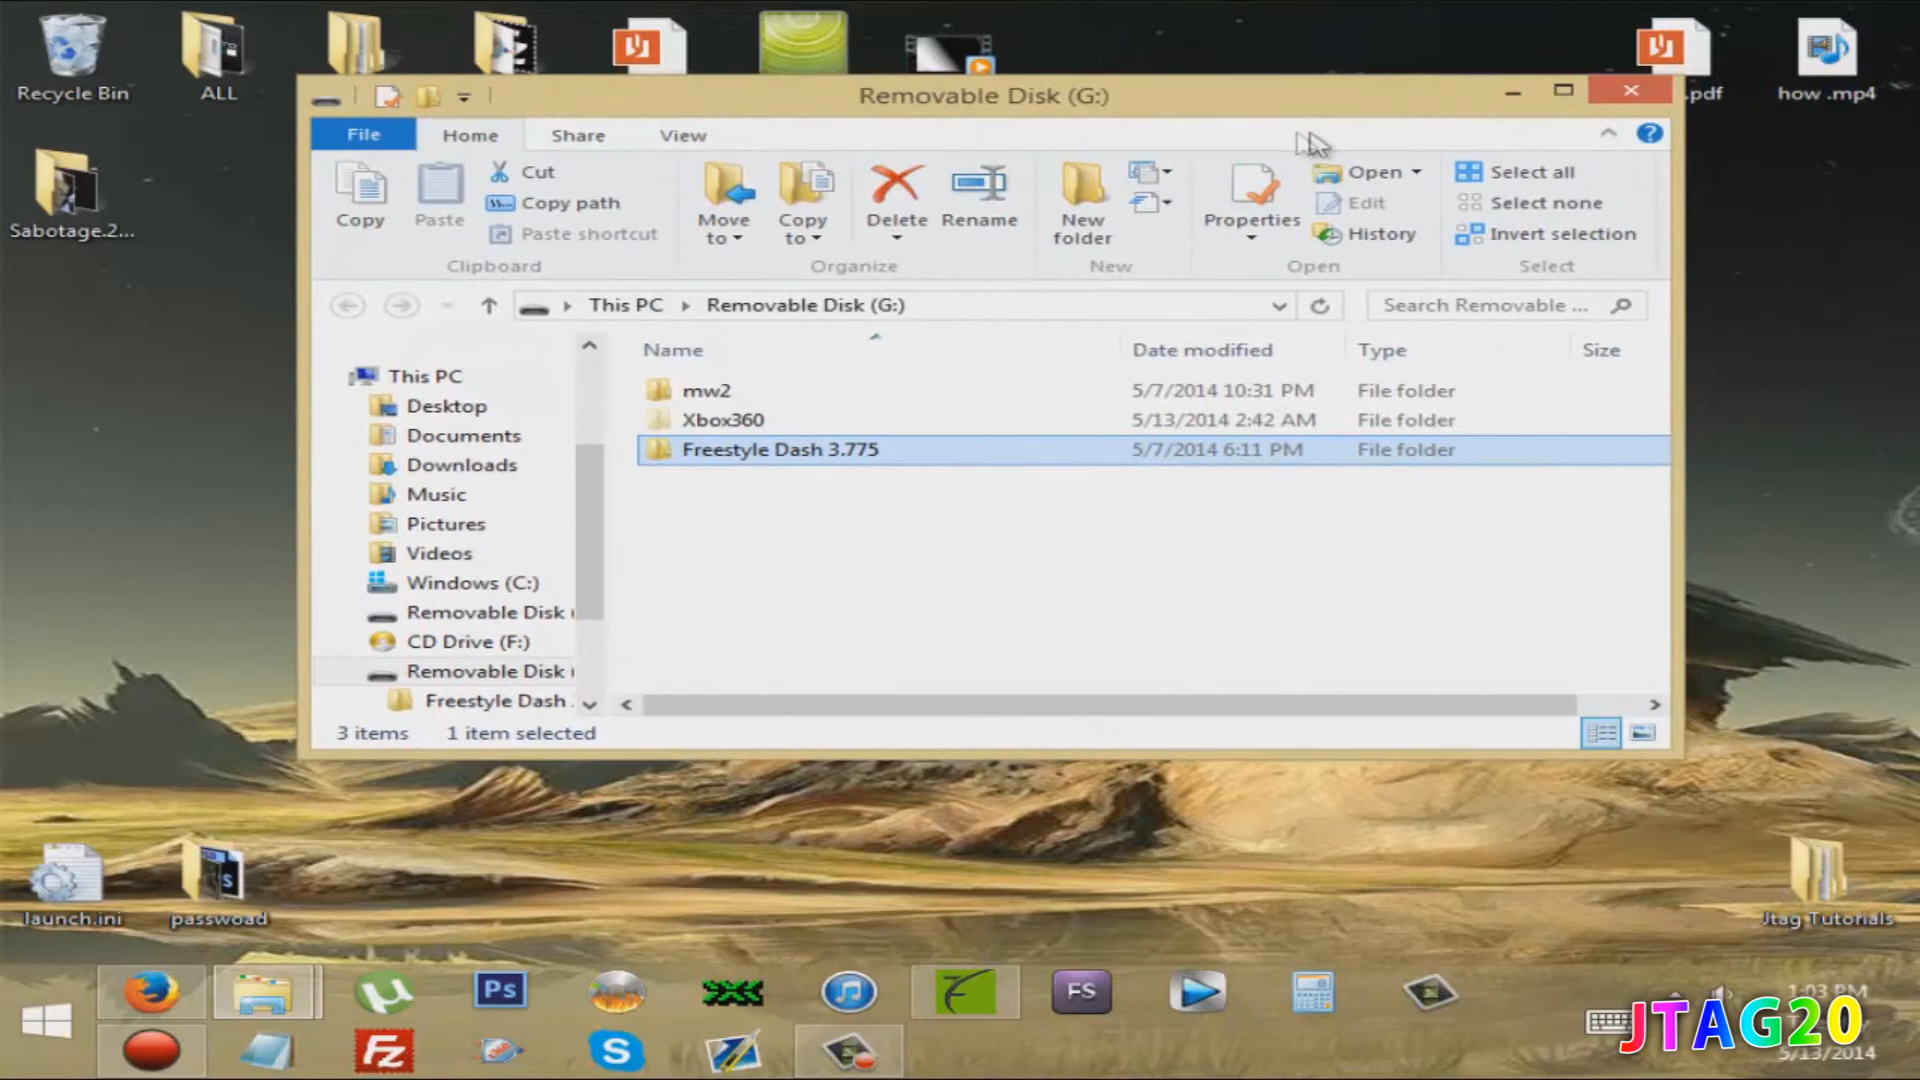 Recycle Bin
ALL
.pdf
how .mp4
Sabotage.2...
Removable Disk (G:)
File
Home
Share
View
Copy
Paste
Cut
Copy path
Paste shortcut
Move to
Copy to
Delete
Rename
New folder
Properties
Open
Edit
History
Select all
Select none
Invert selection
Clipboard
Organize
New
Open
Select
This PC
Removable Disk (G:)
Search Removable ...
Name
Date modified
Type
Size
mw2
5/7/2014 10:31 PM
File folder
Xbox360
5/13/2014 2:42 AM
File folder
Freestyle Dash 3.775
5/7/2014 6:11 PM
File folder
This PC
Desktop
Documents
Downloads
Music
Pictures
Videos
Windows (C:)
Removable Disk (
CD Drive (F:)
Removable Disk (
Freestyle Dash
3 items
1 item selected
launch.ini
passwoad
Jtag Tutorials
Ps
FS
Fz
S
1:03 PM
JTAG20
5/13/2014